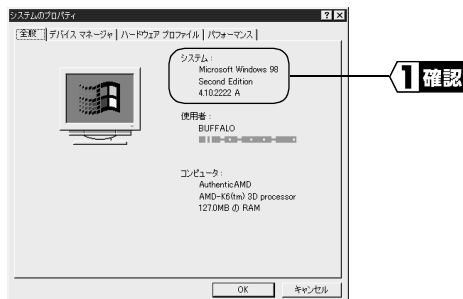 システムのプロパティ
全般 デバイス マネージャ ハードウェア プロファイル パフォーマンス
システム:
Microsoft Windows 98
Second Edition
4.10.2222 A
1 確認
使用者:
BUFFALO
コンピュータ:
AuthenticAMD
AMD-K6(tm) 3D processor
127.0MB の RAM
OK キャンセル